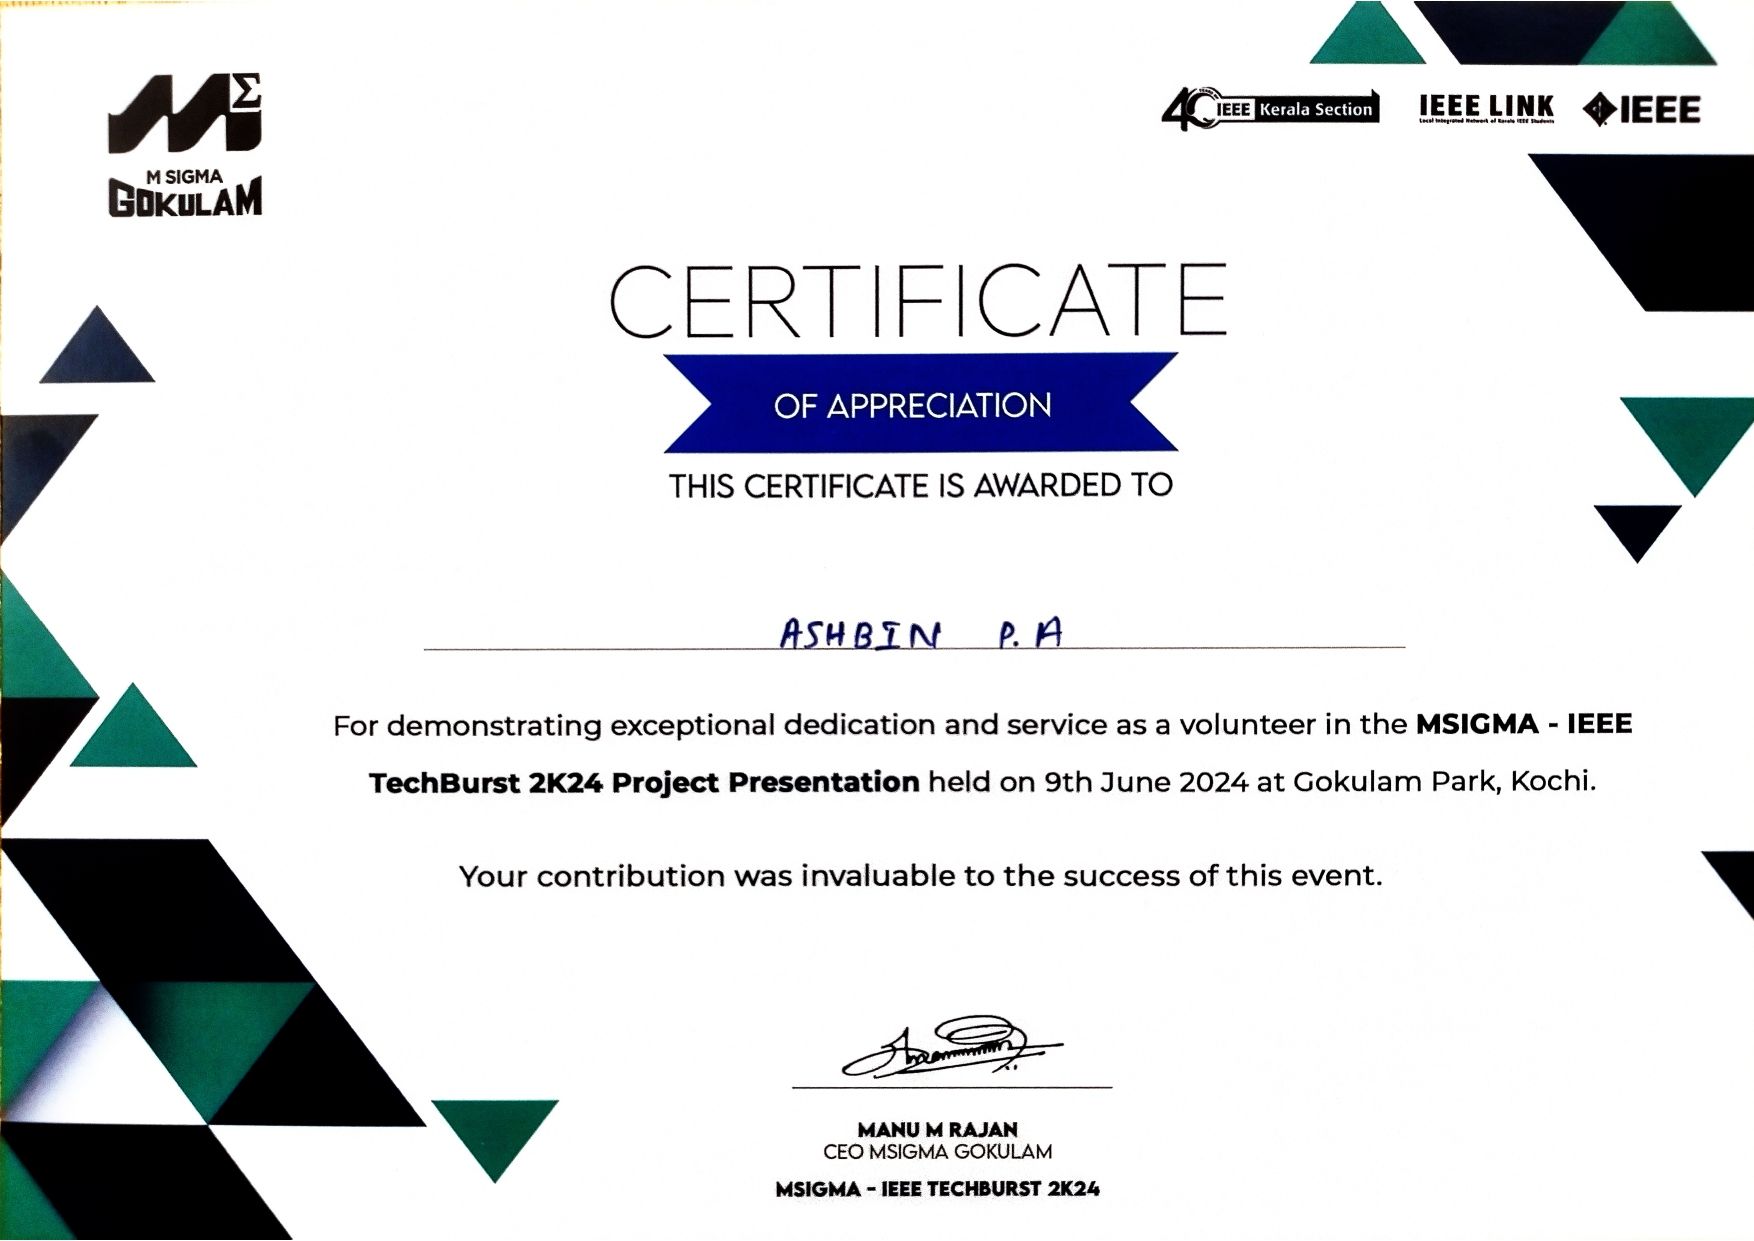 M Σ
M SIGMA
GOKULAM
40 YEARS OF IEEE Kerala Section
IEEE LINK
Local Integrated Network of Kerala IEEE Students
IEEE
CERTIFICATE
OF APPRECIATION
THIS CERTIFICATE IS AWARDED TO
ASHBIN P. A
For demonstrating exceptional dedication and service as a volunteer in the MSIGMA - IEEE
TechBurst 2K24 Project Presentation held on 9th June 2024 at Gokulam Park, Kochi.
Your contribution was invaluable to the success of this event.
MANU M RAJAN
CEO MSIGMA GOKULAM
MSIGMA - IEEE TECHBURST 2K24